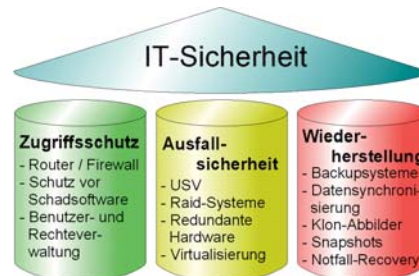 IT-Sicherheit
Zugriffsschutz
- Router / Firewall
- Schutz vor
Schadsoftware
- Benutzer- und
Rechtever-
waltung
Ausfall-
sicherheit
- USV
- Raid-Systeme
- Redundante
Hardware
- Virtualisierung
Wieder-
herstellung
- Backupsysteme
- Datensynchroni-
sierung
- Klon-Abbilder
- Snapshots
- Notfall-Recovery